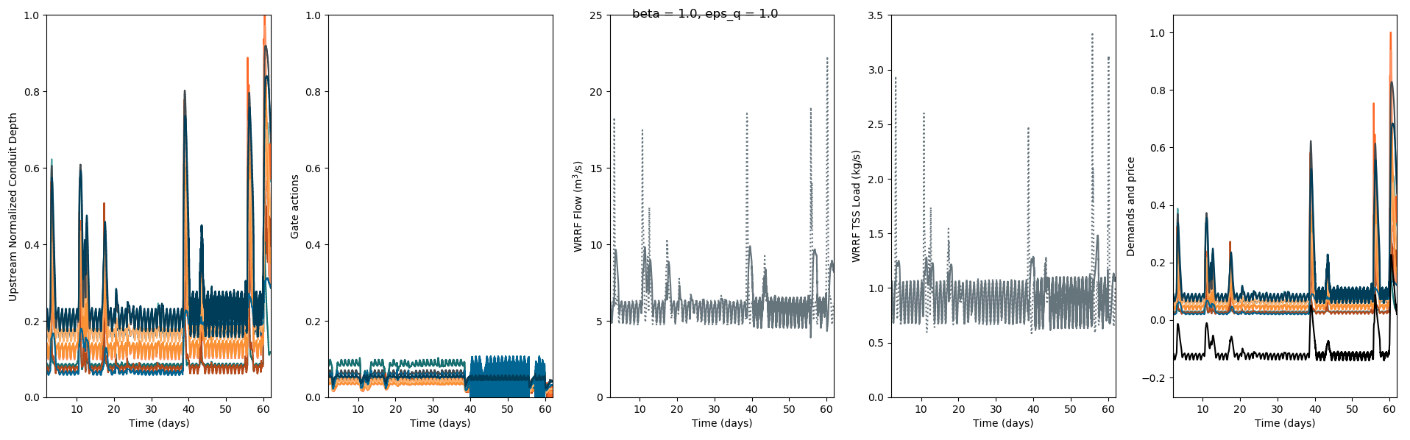 beta = 1.0, eps_q = 1.0
Upstream Normalized Conduit Depth
1.0
0.8
0.6
0.4
0.2
0.0
10 20 30 40 50 60
Time (days)
Gate actions
1.0
0.8
0.6
0.4
0.2
0.0
10 20 30 40 50 60
Time (days)
WRRF Flow (m³/s)
25
20
15
10
5
0
10 20 30 40 50 60
Time (days)
WRRF TSS Load (kg/s)
3.5
3.0
2.5
2.0
1.5
1.0
0.5
0.0
10 20 30 40 50 60
Time (days)
Demands and price
1.0
0.8
0.6
0.4
0.2
0.0
−0.2
10 20 30 40 50 60
Time (days)